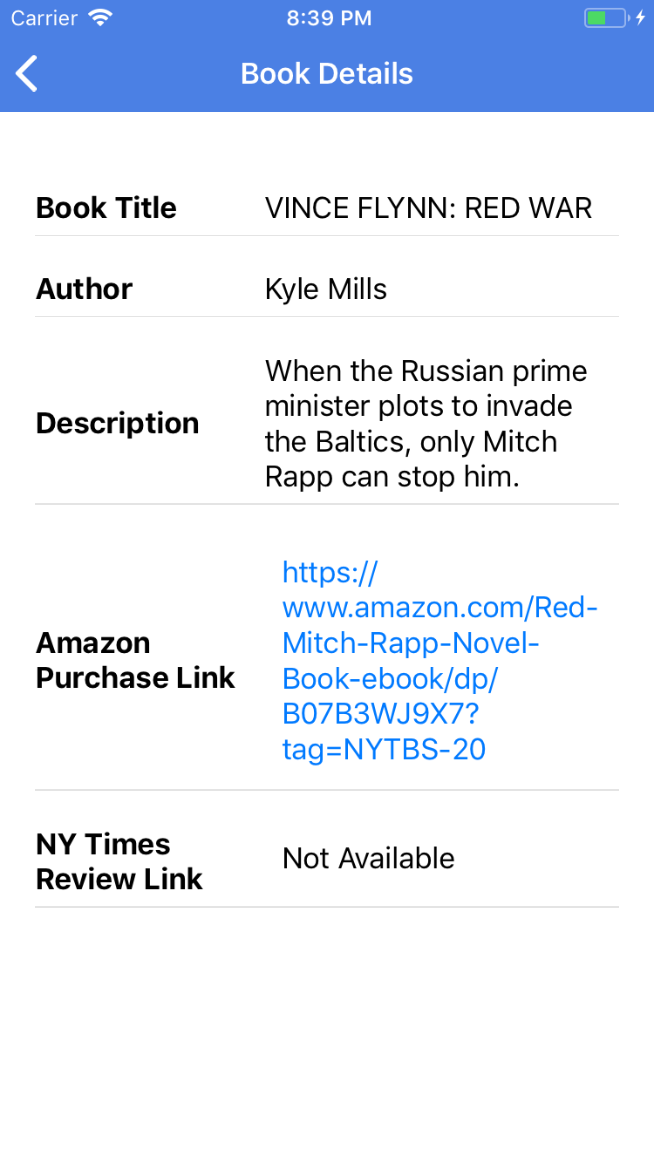 Carrier 8:39 PM
Book Details
Book Title VINCE FLYNN: RED WAR
Author Kyle Mills
Description
When the Russian prime
minister plots to invade
the Baltics, only Mitch
Rapp can stop him.
Amazon
Purchase Link
https://
www.amazon.com/Red-
Mitch-Rapp-Novel-
Book-ebook/dp/
B07B3WJ9X7?
tag=NYTBS-20
NY Times
Review Link
Not Available